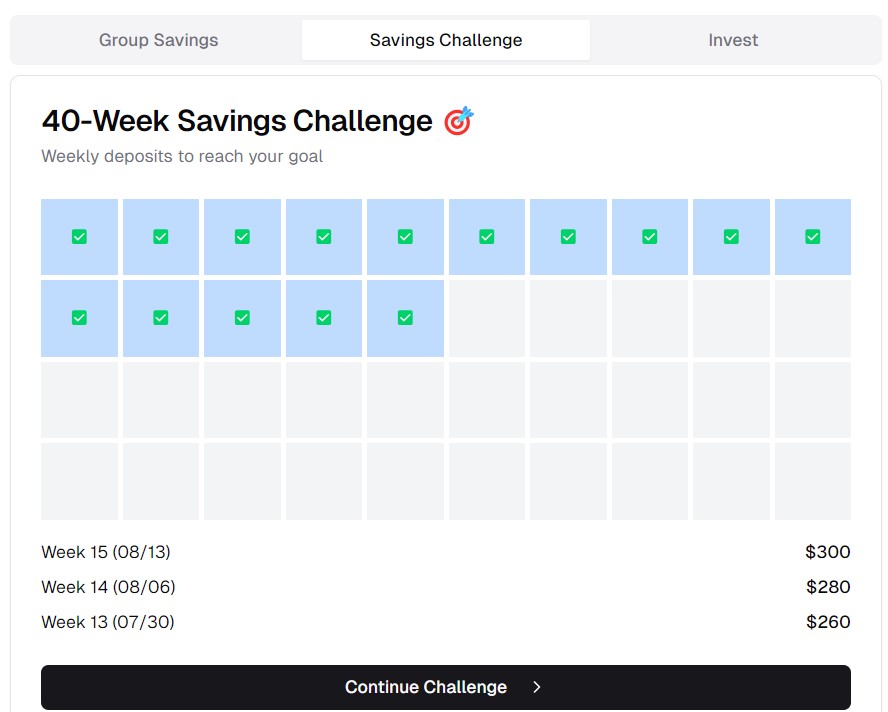 Group Savings
Savings Challenge
Invest
40-Week Savings Challenge 🎯
Weekly deposits to reach your goal
Week 15 (08/13) $300
Week 14 (08/06) $280
Week 13 (07/30) $260
Continue Challenge